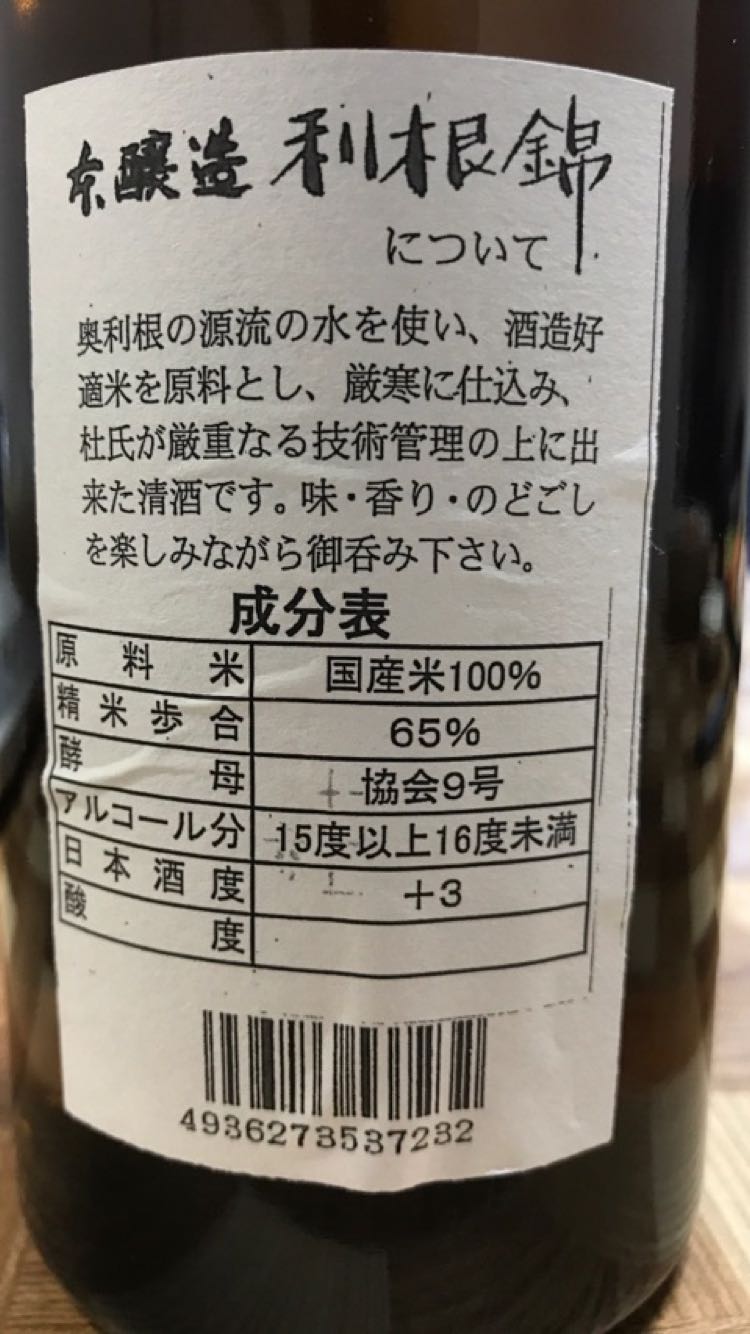 本醸造 利根錦
について
奥利根の源流の水を使い、酒造好
適米を原料とし、厳寒に仕込み、
杜氏が厳重なる技術管理の上に出
来た清酒です。味・香り・のどごし
を楽しみながら御呑み下さい。
成分表
原料米 国産米100%
精米歩合 65%
酵母 協会9号
アルコール分 15度以上16度未満
日本酒度 +3
酸度
4936273537232